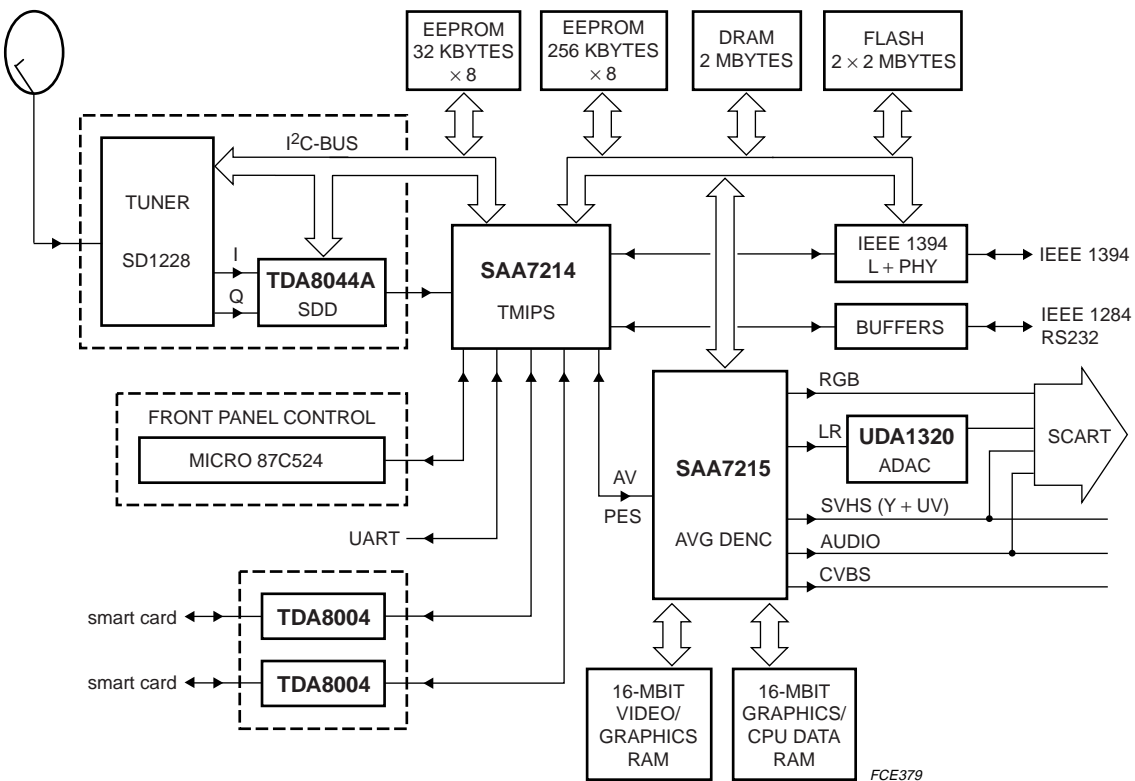 EEPROM
32 KBYTES
× 8
EEPROM
256 KBYTES
× 8
DRAM
2 MBYTES
FLASH
2 × 2 MBYTES
I²C-BUS
TUNER
SD1228
I
Q
TDA8044A
SDD
SAA7214
TMIPS
IEEE 1394
L + PHY
IEEE 1394
BUFFERS
IEEE 1284
RS232
FRONT PANEL CONTROL
MICRO 87C524
UART
AV
PES
SAA7215
AVG DENC
RGB
LR
UDA1320
ADAC
SCART
SVHS (Y + UV)
AUDIO
CVBS
smart card
TDA8004
smart card
TDA8004
16-MBIT
VIDEO/
GRAPHICS
RAM
16-MBIT
GRAPHICS/
CPU DATA
RAM
FCE379